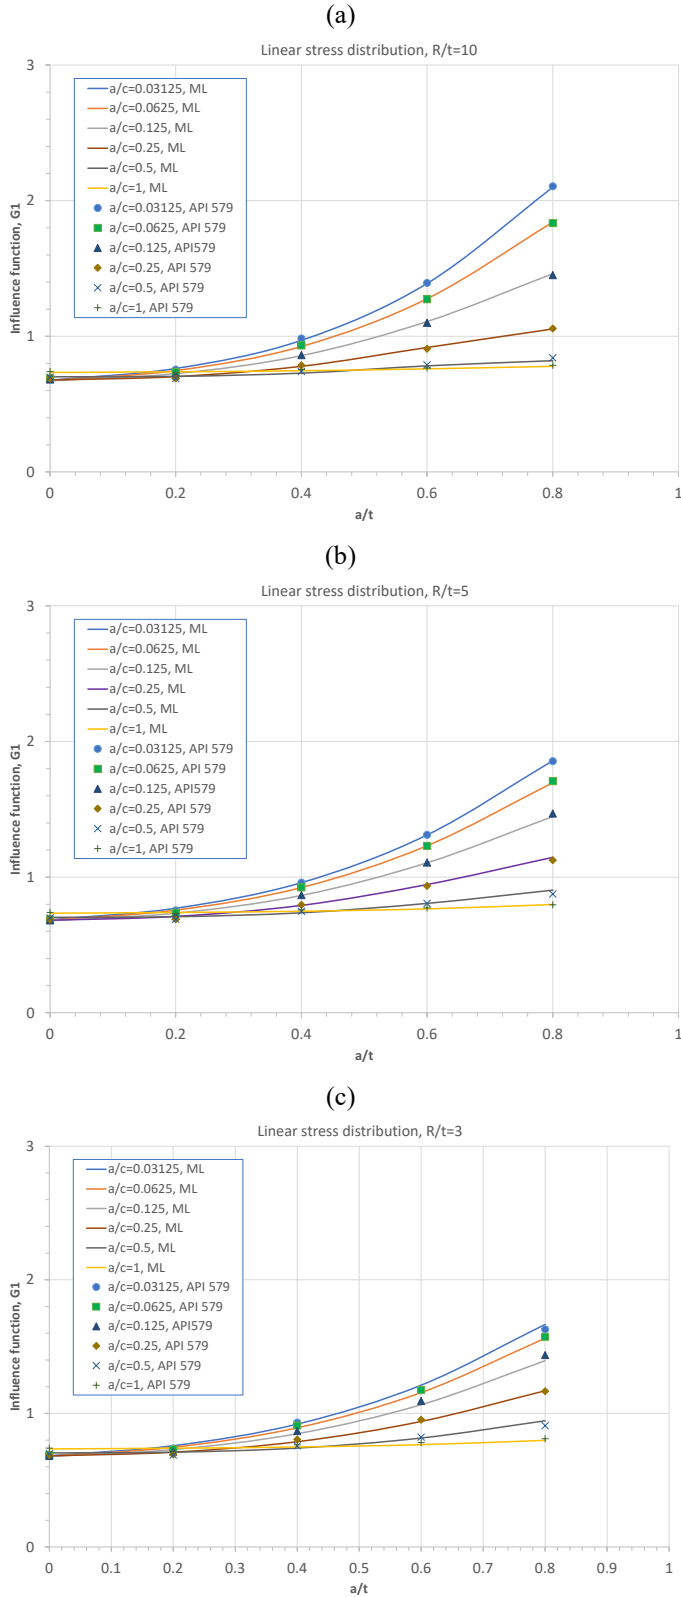 (a)
Linear stress distribution, R/t=10
3
2
1
0
Influence function, G1
a/c=0.03125, ML
a/c=0.0625, ML
a/c=0.125, ML
a/c=0.25, ML
a/c=0.5, ML
a/c=1, ML
a/c=0.03125, API 579
a/c=0.0625, API 579
a/c=0.125, API579
a/c=0.25, API 579
a/c=0.5, API 579
a/c=1, API 579
0 0.2 0.4 0.6 0.8 1
a/t
(b)
Linear stress distribution, R/t=5
3
2
1
0
Influence function, G1
a/c=0.03125, ML
a/c=0.0625, ML
a/c=0.125, ML
a/c=0.25, ML
a/c=0.5, ML
a/c=1, ML
a/c=0.03125, API 579
a/c=0.0625, API 579
a/c=0.125, API579
a/c=0.25, API 579
a/c=0.5, API 579
a/c=1, API 579
0 0.2 0.4 0.6 0.8 1
a/t
(c)
Linear stress distribution, R/t=3
3
2
1
0
Influence function, G1
a/c=0.03125, ML
a/c=0.0625, ML
a/c=0.125, ML
a/c=0.25, ML
a/c=0.5, ML
a/c=1, ML
a/c=0.03125, API 579
a/c=0.0625, API 579
a/c=0.125, API579
a/c=0.25, API 579
a/c=0.5, API 579
a/c=1, API 579
0 0.1 0.2 0.3 0.4 0.5 0.6 0.7 0.8 0.9 1
a/t